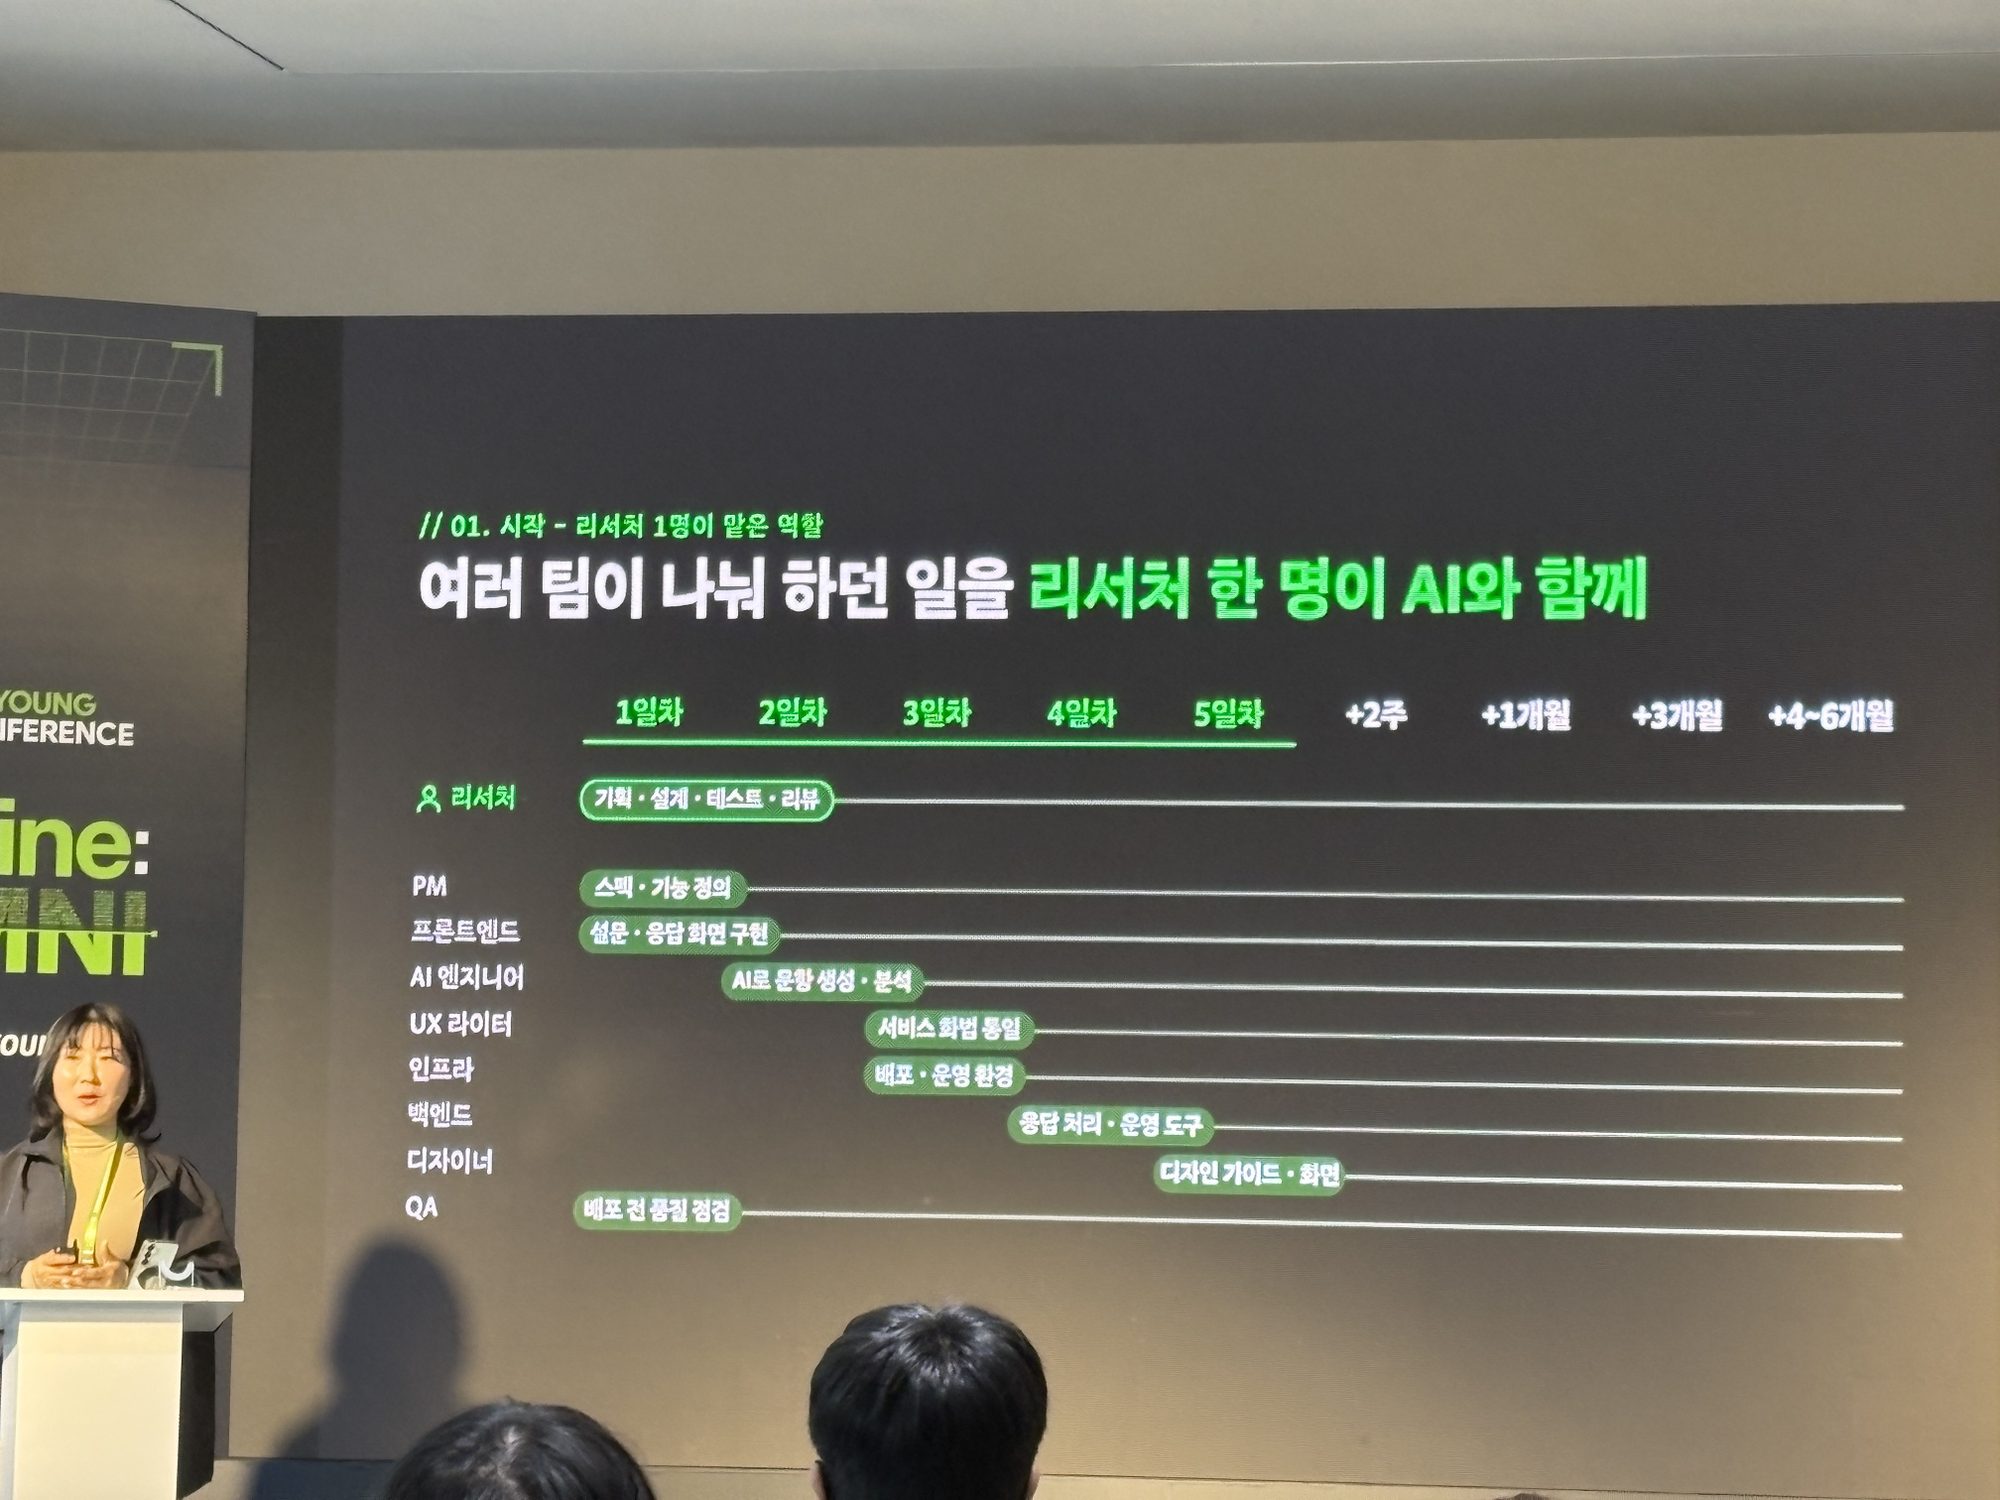 YOUNG
NFERENCE
ine:
// 01. 시작 - 리서처 1명이 맡은 역할
여러 팀이 나눠 하던 일을 리서처 한 명이 AI와 함께
1일차 2일차 3일차 4일차 5일차 +2주 +1개월 +3개월 +4~6개월
리서처 기획·설계·테스트·리뷰
PM 스펙·기능 정의
프론트엔드 설문·응답 화면 구현
AI 엔지니어 AI로 문항 생성·분석
UX 라이터 서비스 화법 통일
인프라 배포·운영 환경
백엔드 응답 처리·운영 도구
디자이너 디자인 가이드·화면
QA 배포 전 품질 점검